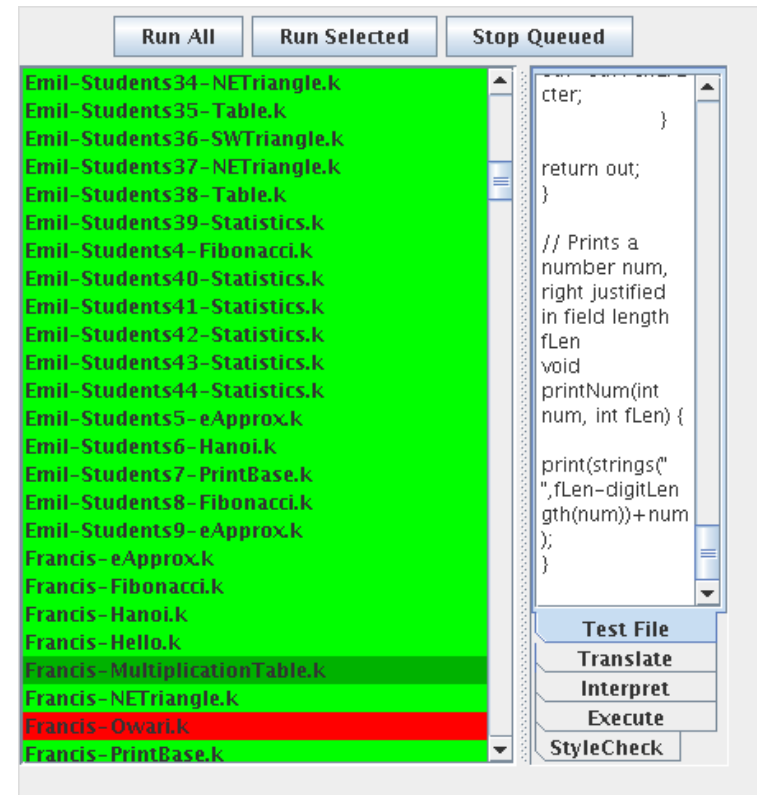 Run All
Run Selected
Stop Queued
Emil-Students34-NETriangle.k
Emil-Students35-Table.k
Emil-Students36-SWTriangle.k
Emil-Students37-NETriangle.k
Emil-Students38-Table.k
Emil-Students39-Statistics.k
Emil-Students4-Fibonacci.k
Emil-Students40-Statistics.k
Emil-Students41-Statistics.k
Emil-Students42-Statistics.k
Emil-Students43-Statistics.k
Emil-Students44-Statistics.k
Emil-Students5-eApprox.k
Emil-Students6-Hanoi.k
Emil-Students7-PrintBase.k
Emil-Students8-Fibonacci.k
Emil-Students9-eApprox.k
Francis-eApprox.k
Francis-Fibonacci.k
Francis-Hanoi.k
Francis-Hello.k
Francis-MultiplicationTable.k
Francis-NETriangle.k
Francis-Owari.k
Francis-PrintBase.k
cter;
}
return out;
}
// Prints a
number num,
right justified
in field length
fLen
void
printNum(int
num, int fLen) {
print(strings("
",fLen-digitLen
gth(num))+num
);
}
Test File
Translate
Interpret
Execute
StyleCheck